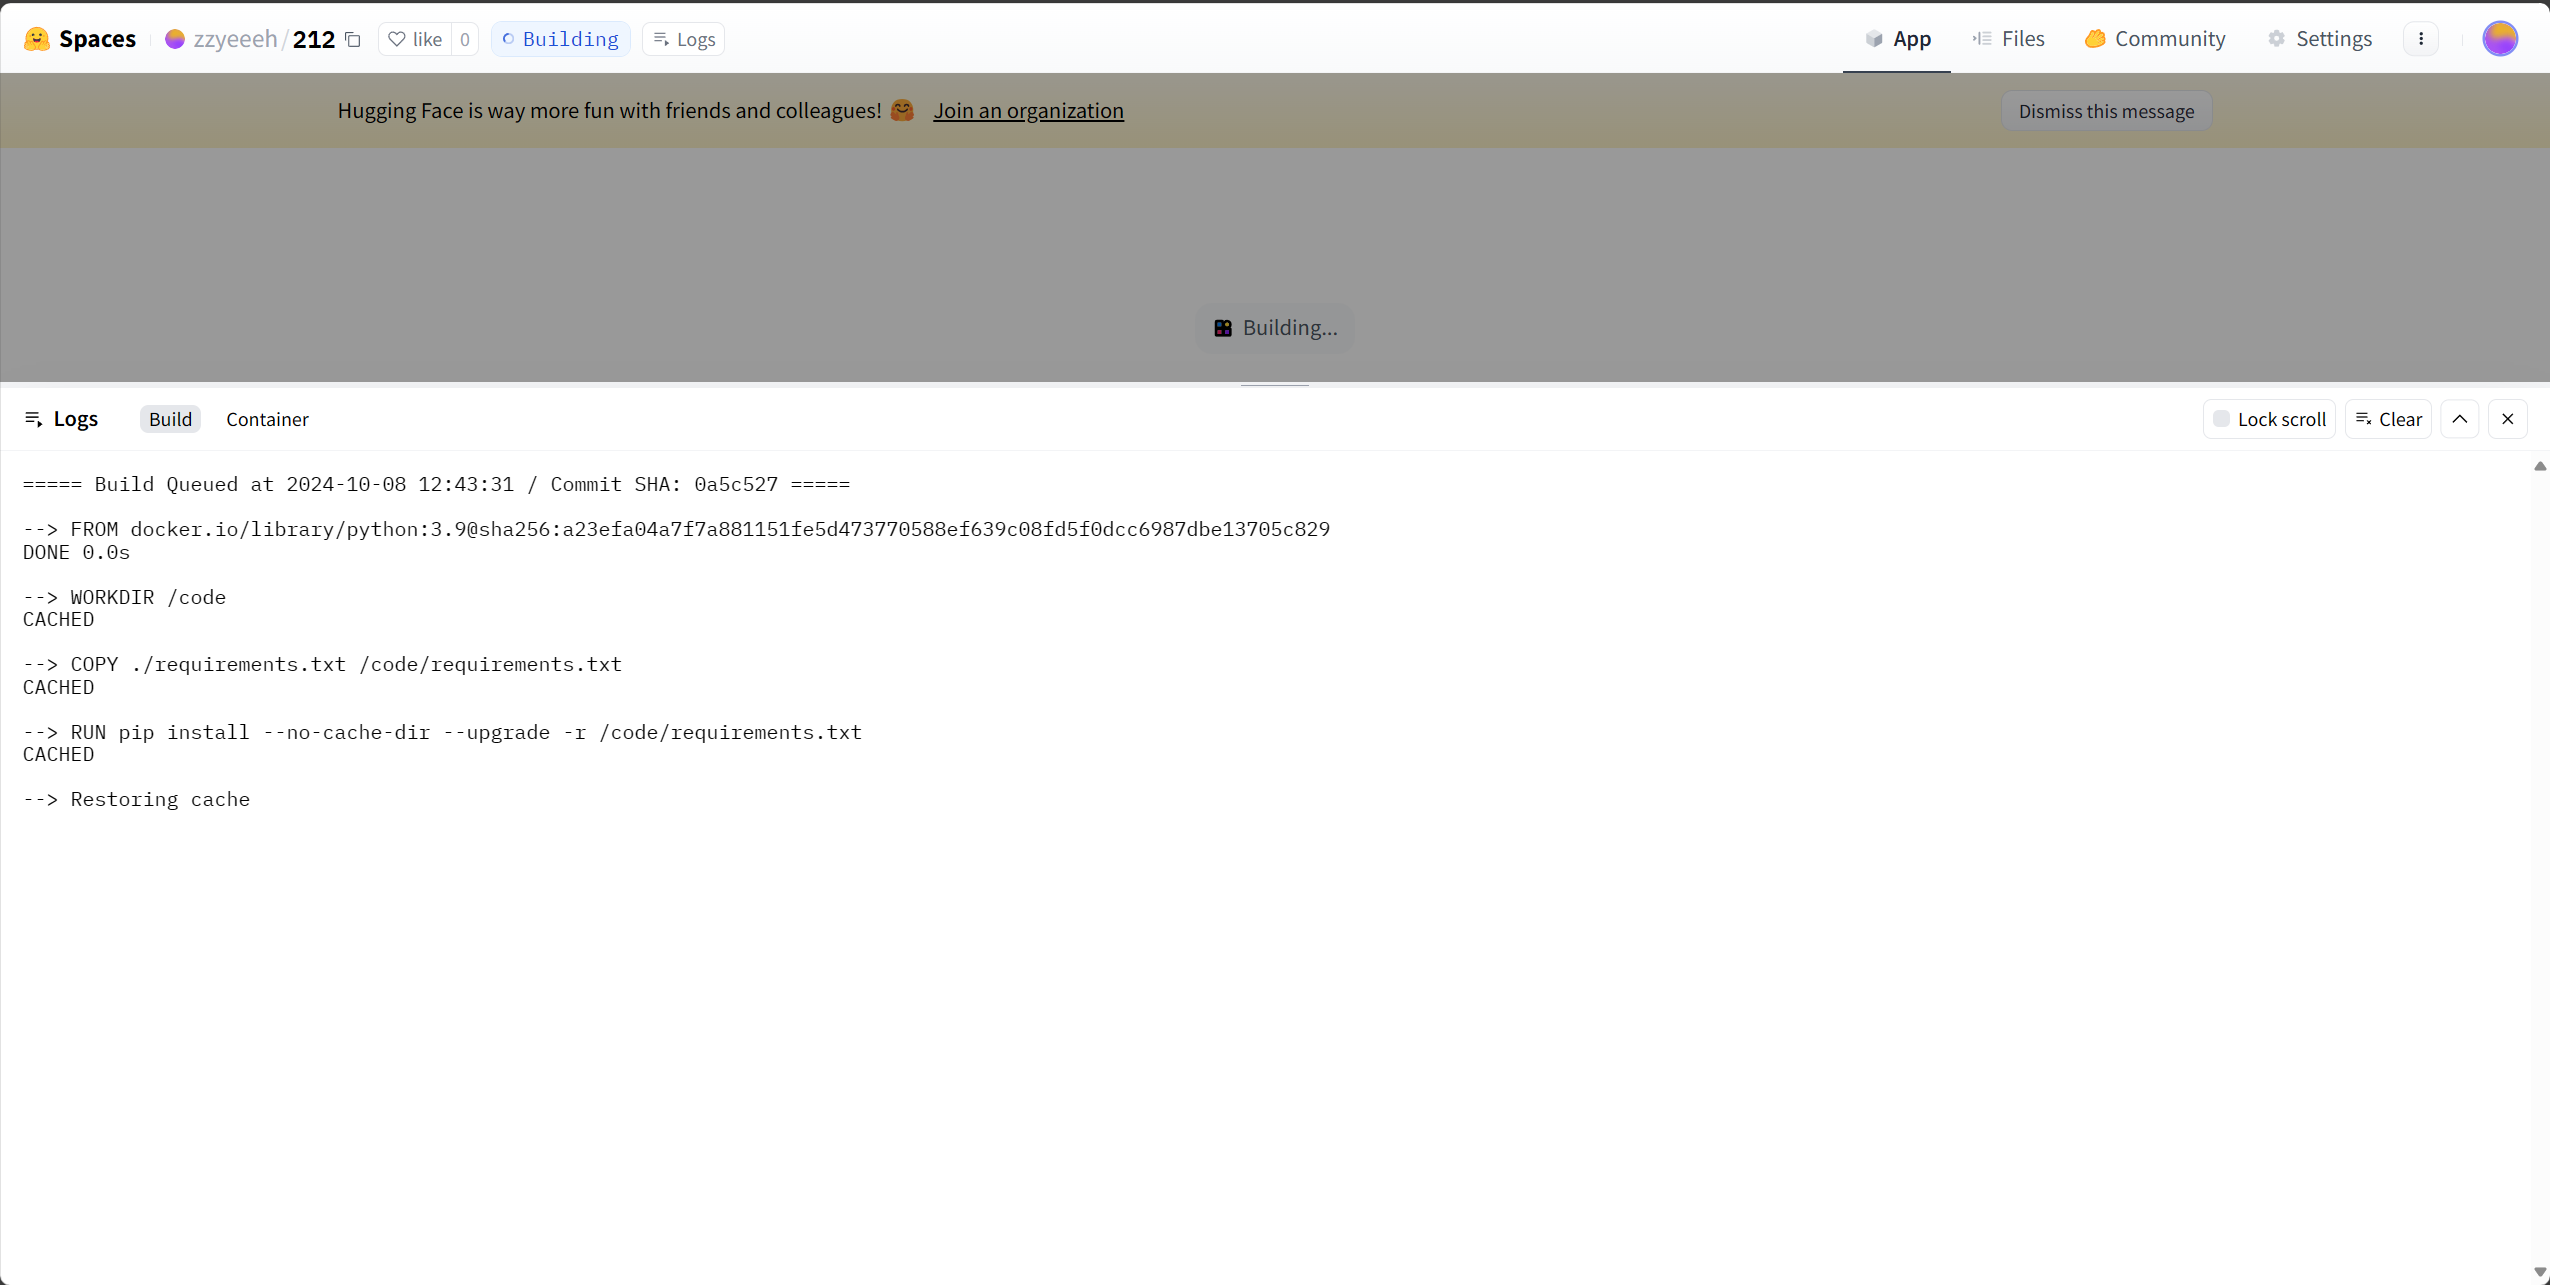 Spaces zzyeeeh/212 like 0 Building Logs App Files Community Settings
Hugging Face is way more fun with friends and colleagues! 🤗 Join an organization Dismiss this message
Building...
Logs Build Container Lock scroll Clear
===== Build Queued at 2024-10-08 12:43:31 / Commit SHA: 0a5c527 =====
--> FROM docker.io/library/python:3.9@sha256:a23efa04a7f7a881151fe5d473770588ef639c08fd5f0dcc6987dbe13705c829
DONE 0.0s
--> WORKDIR /code
CACHED
--> COPY ./requirements.txt /code/requirements.txt
CACHED
--> RUN pip install --no-cache-dir --upgrade -r /code/requirements.txt
CACHED
--> Restoring cache